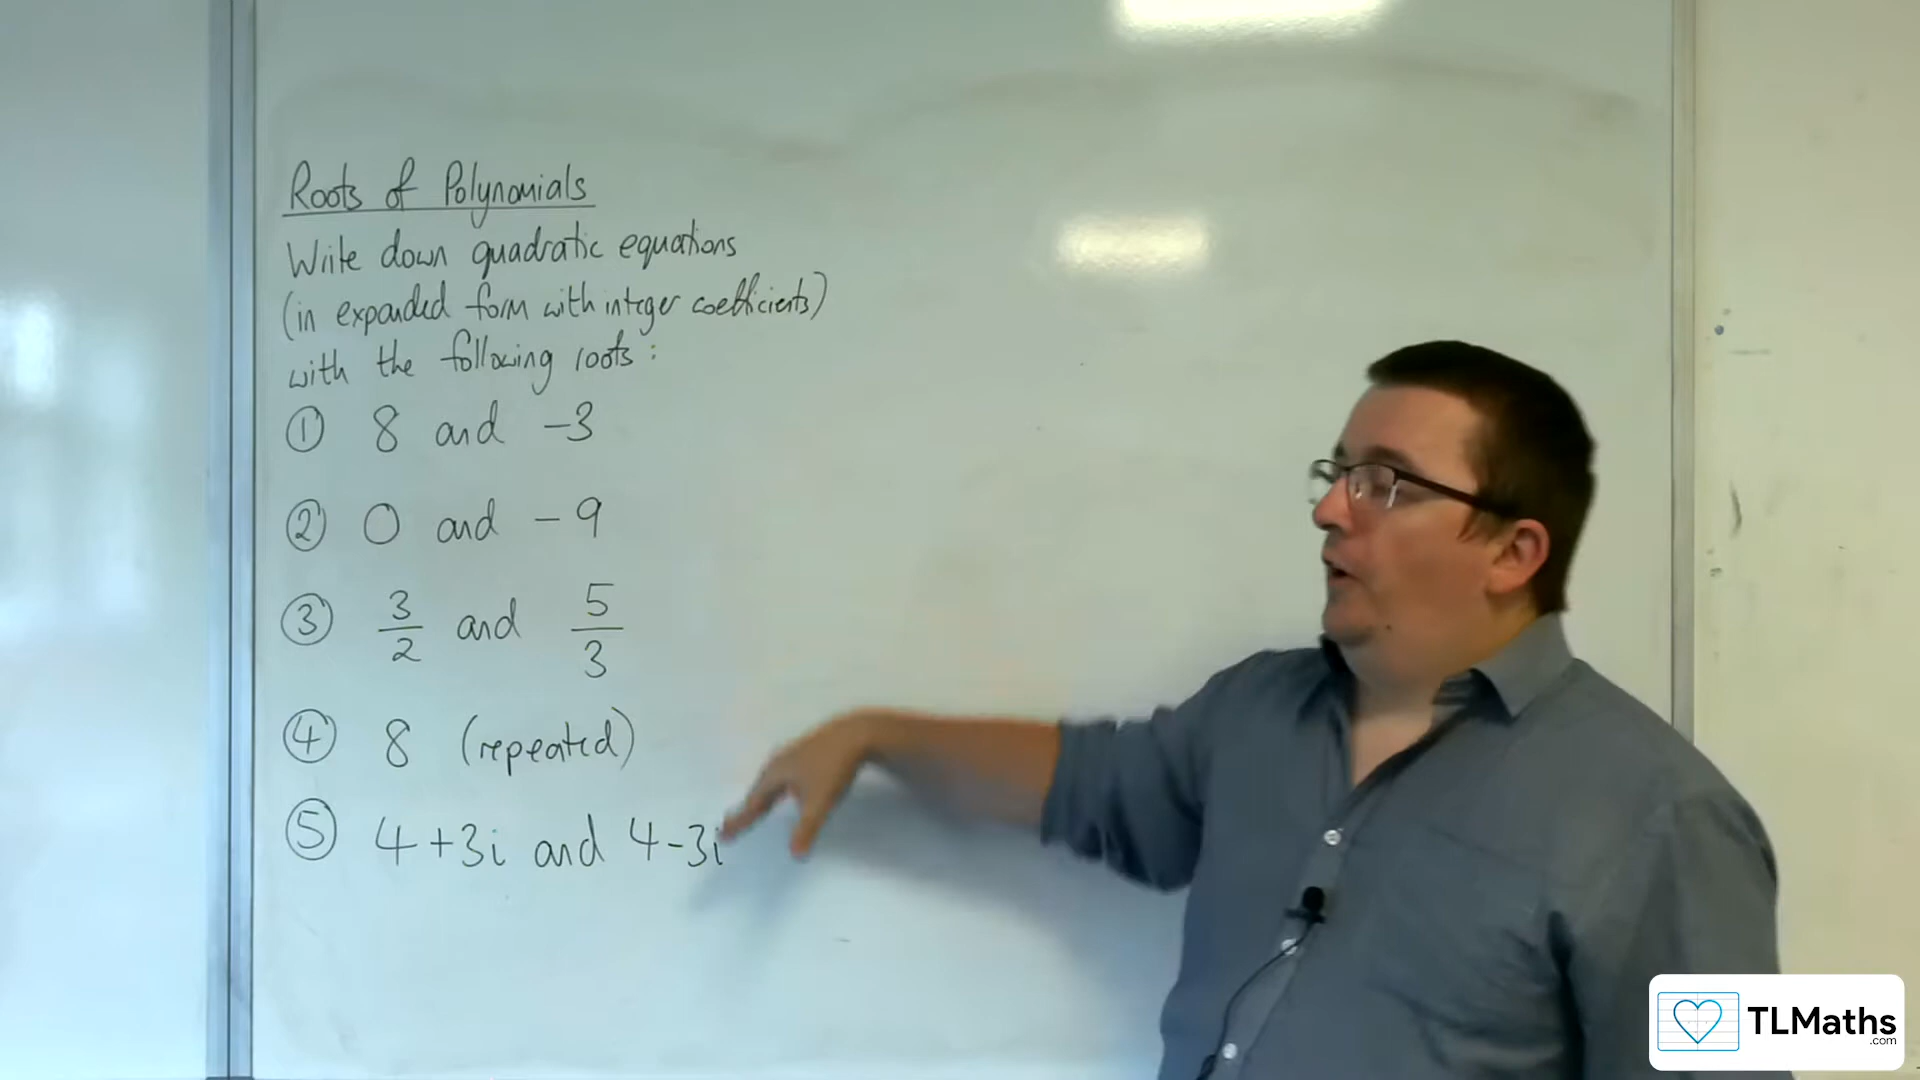 Roots of Polynomials
Write down quadratic equations
(in expanded form with integer coefficients)
with the following roots:
① 8 and -3
② 0 and -9
③ 3/2 and 5/3
④ 8 (repeated)
⑤ 4+3i and 4-3i
TLMaths
.com